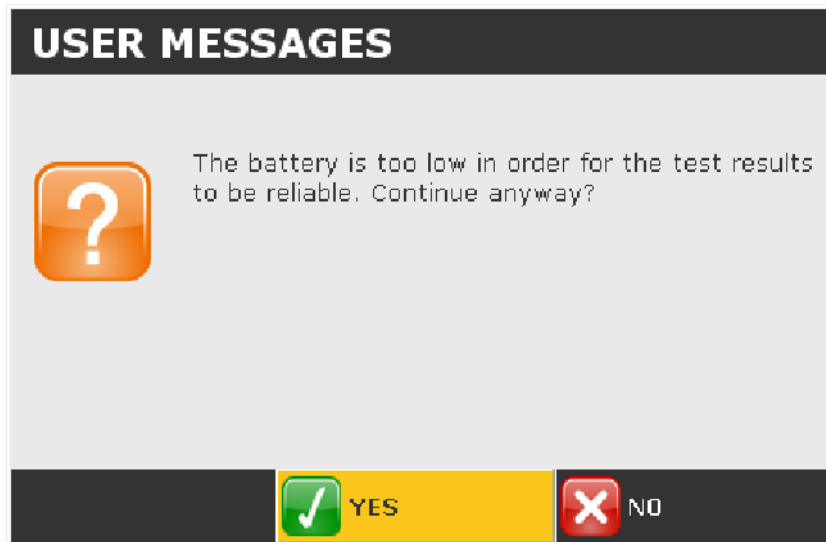 USER MESSAGES
The battery is too low in order for the test results
to be reliable. Continue anyway?
YES
NO